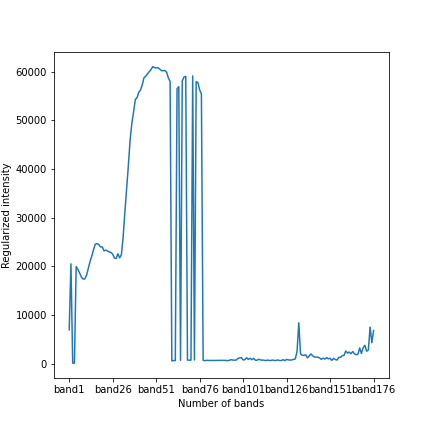 Regularized intensity
60000
50000
40000
30000
20000
10000
0
band1 band26 band51 band76 band101 band126 band151 band176
Number of bands